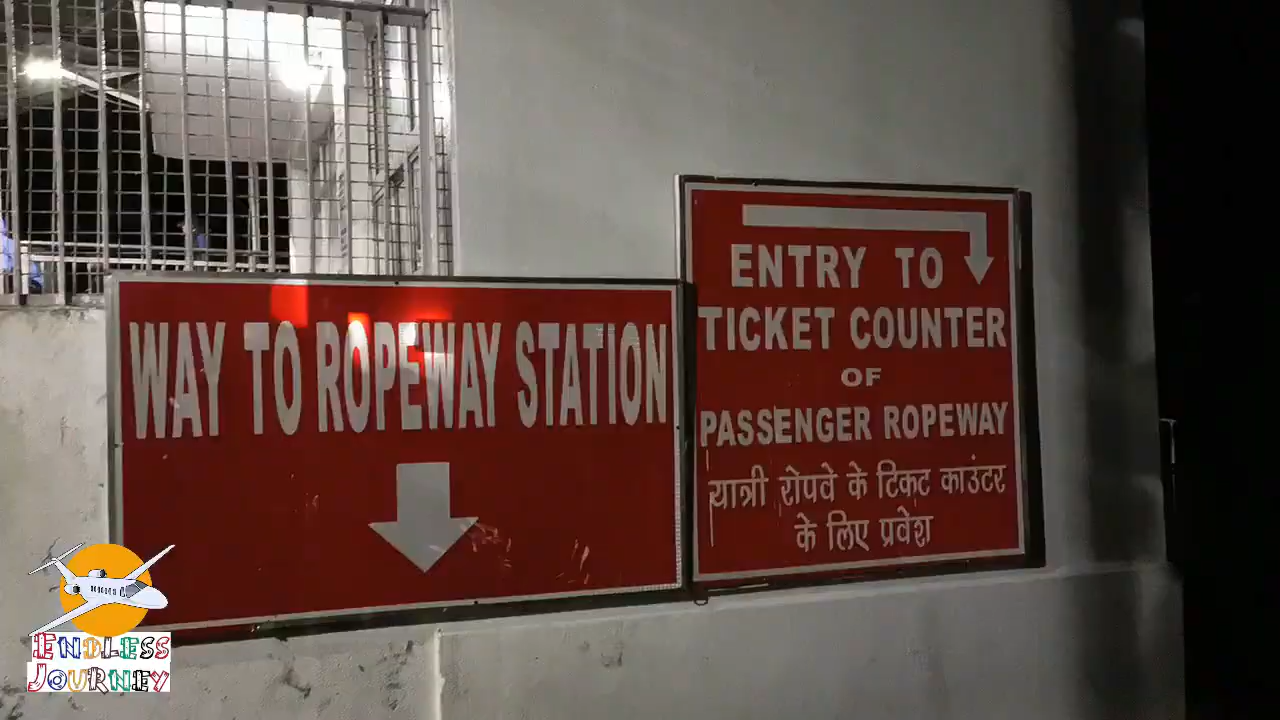 WAY TO ROPEWAY STATION
ENTRY TO
TICKET COUNTER
OF
PASSENGER ROPEWAY
यात्री रोपवे के टिकट काउंटर
के लिए प्रवेश
ENDLESS
JOURNEY